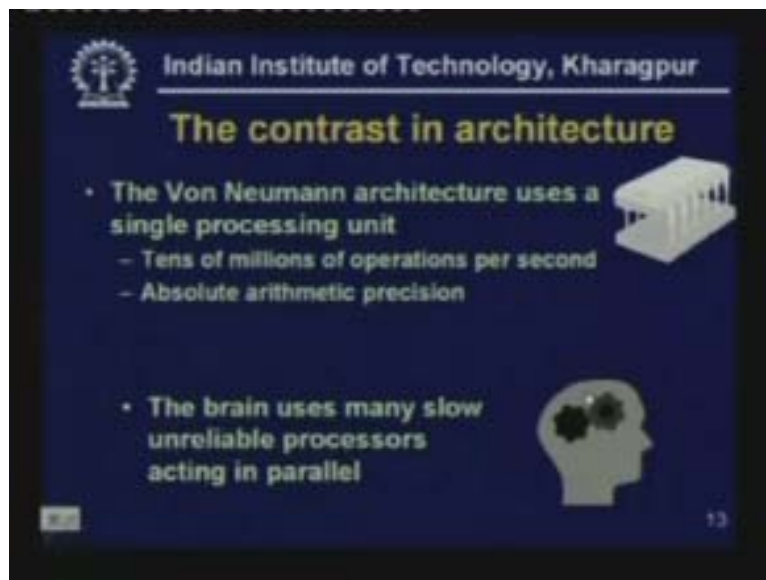 Indian Institute of Technology, Kharagpur
The contrast in architecture
• The Von Neumann architecture uses a
single processing unit
– Tens of millions of operations per second
– Absolute arithmetic precision
• The brain uses many slow
unreliable processors
acting in parallel
13